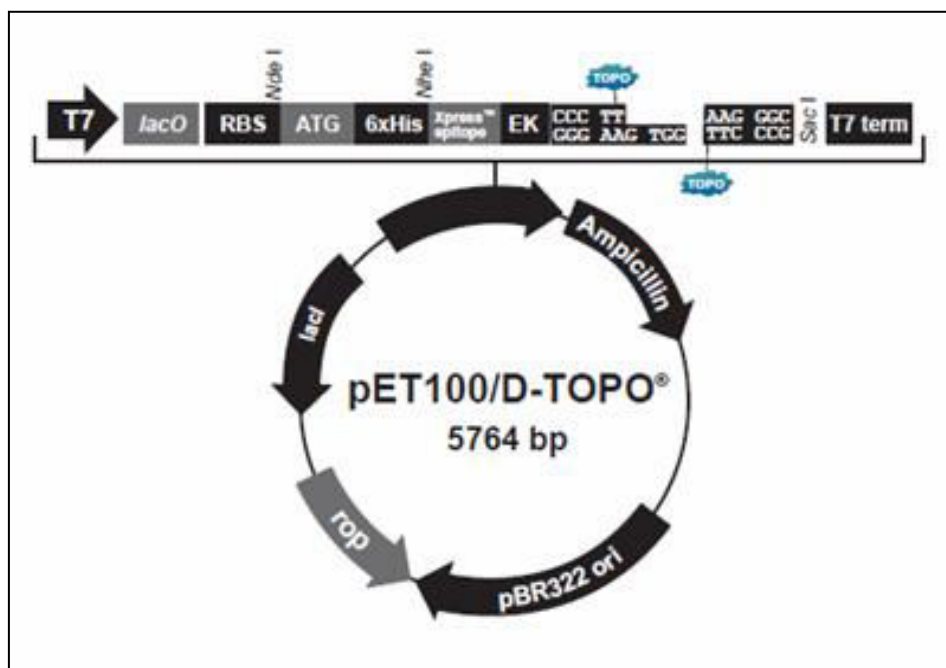 TOPO
Nde I
Nhe I
T7 lacO RBS ATG 6xHis Xpress™ epitope EK CCC TT AAG GGC Sac I T7 term
GGG AAG TGG TTC CCG
TOPO
Ampicillin
lacI
pET100/D-TOPO®
5764 bp
rop
pBR322 ori